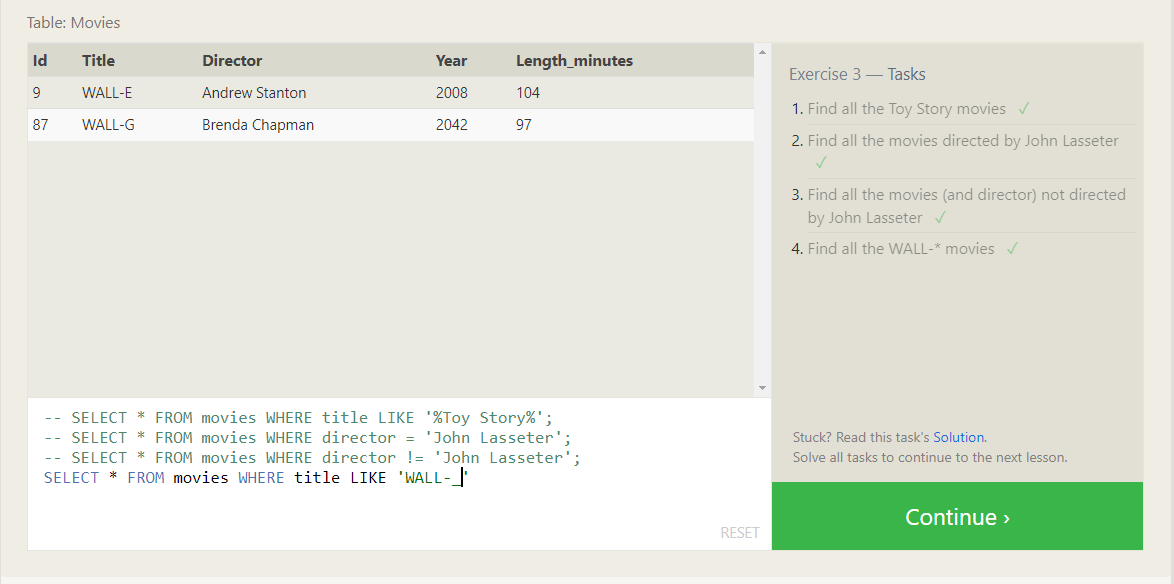 Table: Movies
Id Title Director Year Length_minutes
9 WALL-E Andrew Stanton 2008 104
87 WALL-G Brenda Chapman 2042 97
-- SELECT * FROM movies WHERE title LIKE '%Toy Story%';
-- SELECT * FROM movies WHERE director = 'John Lasseter';
-- SELECT * FROM movies WHERE director != 'John Lasseter';
SELECT * FROM movies WHERE title LIKE 'WALL-_'
RESET
Exercise 3 — Tasks
1. Find all the Toy Story movies ✓
2. Find all the movies directed by John Lasseter
✓
3. Find all the movies (and director) not directed
by John Lasseter ✓
4. Find all the WALL-* movies ✓
Stuck? Read this task's Solution.
Solve all tasks to continue to the next lesson.
Continue ›